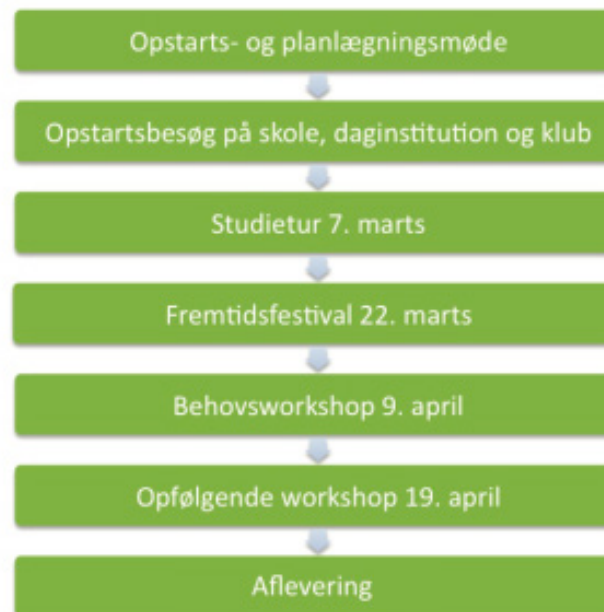 Opstarts- og planlægningsmøde
Opstartsbesøg på skole, daginstitution og klub
Studietur 7. marts
Fremtidsfestival 22. marts
Behovsworkshop 9. april
Opfølgende workshop 19. april
Aflevering